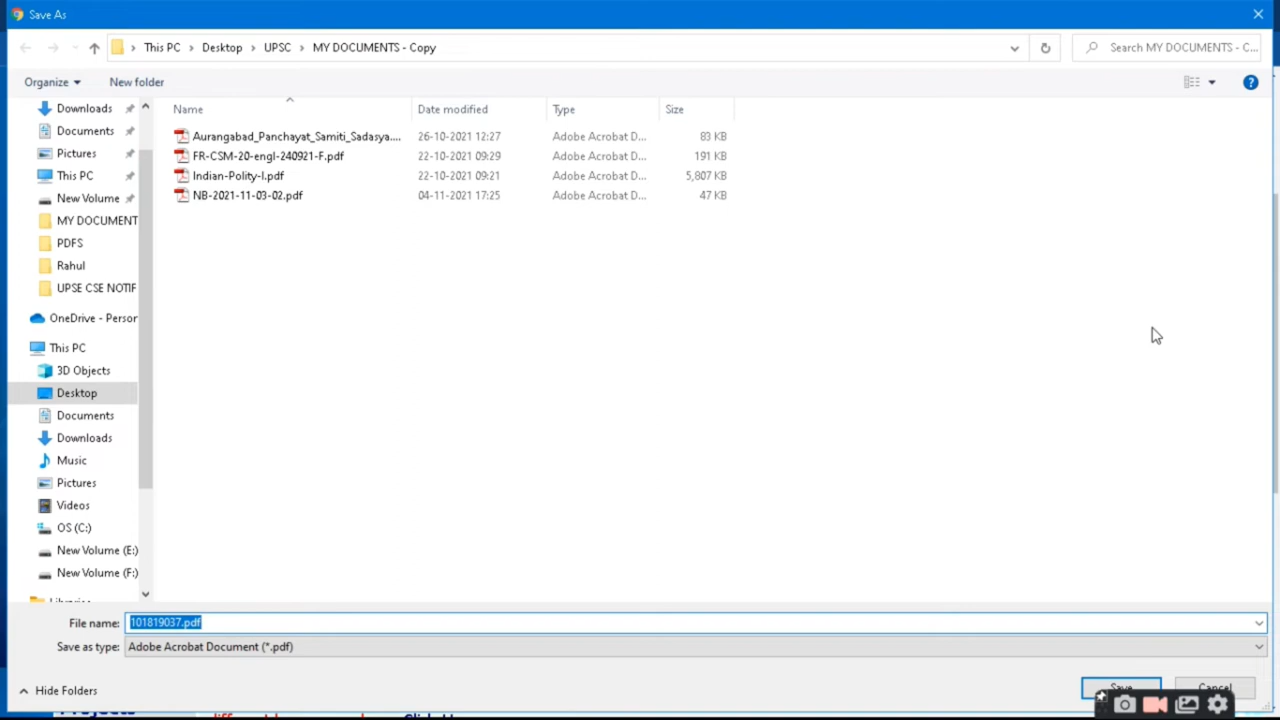 Save As
This PC > Desktop > UPSC > MY DOCUMENTS - Copy
Search MY DOCUMENTS - C...
Organize
New folder
Name Date modified Type Size
Aurangabad_Panchayat_Samiti_Sadasya.... 26-10-2021 12:27 Adobe Acrobat D... 83 KB
FR-CSM-20-engl-240921-F.pdf 22-10-2021 09:29 Adobe Acrobat D... 191 KB
Indian-Polity-I.pdf 22-10-2021 09:21 Adobe Acrobat D... 5,807 KB
NB-2021-11-03-02.pdf 04-11-2021 17:25 Adobe Acrobat D... 47 KB
Downloads
Documents
Pictures
This PC
New Volume
MY DOCUMENT
PDFS
Rahul
UPSE CSE NOTIF
OneDrive - Person
This PC
3D Objects
Desktop
Documents
Downloads
Music
Pictures
Videos
OS (C:)
New Volume (E:)
New Volume (F:)
Libraries
File name: 101819037.pdf
Save as type: Adobe Acrobat Document (*.pdf)
Hide Folders
Save
Cancel
Projects